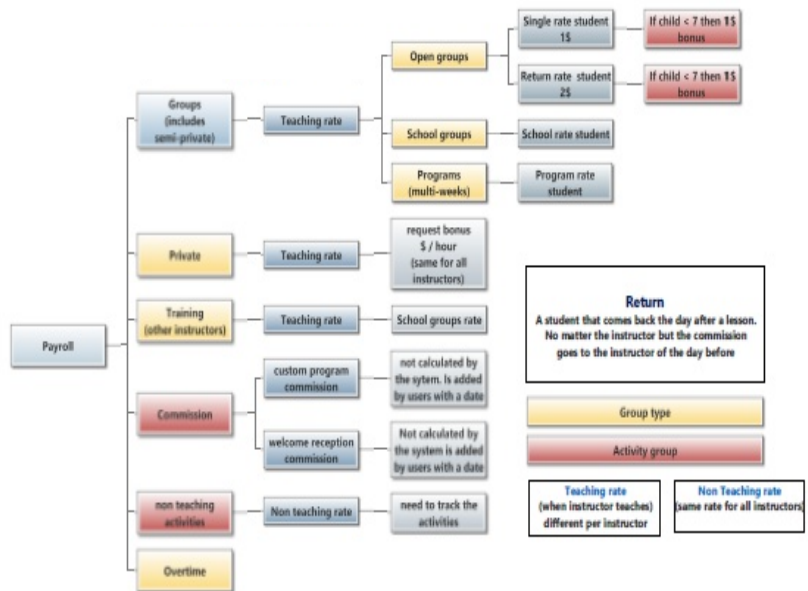 Single rate student
1$
If child < 7 then 1$
bonus
Open groups
Return rate student
2$
If child < 7 then 1$
bonus
Groups
(includes
semi-private)
Teaching rate
School groups
School rate student
Programs
(multi-weeks)
Program rate
student
Private
Teaching rate
request bonus
$ / hour
(same for all
instructors)
Training
(other instructors)
Teaching rate
School groups rate
Payroll
Commission
custom program
commission
not calculated by
the sytem. Is added
by users with a date
welcome reception
commission
Not calculated by
the system is added
by users with a date
non teaching
activities
Non teaching rate
need to track the
activities
Overtime
Return
A student that comes back the day after a lesson.
No matter the instructor but the commission
goes to the instructor of the day before
Group type
Activity group
Teaching rate
(when instructor teaches)
different per instructor
Non Teaching rate
(same rate for all instructors)